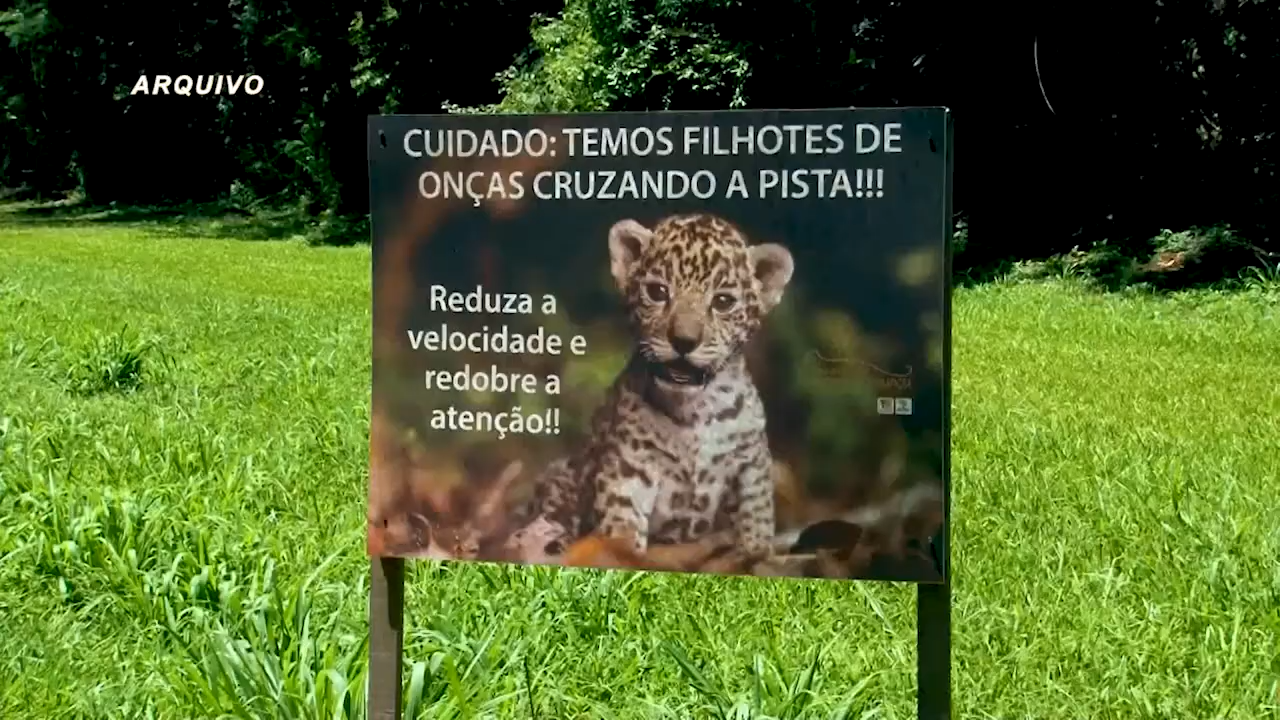 ARQUIVO
CUIDADO: TEMOS FILHOTES DE
ONÇAS CRUZANDO A PISTA!!!
Reduza a
velocidade e
redobre a
atenção!!